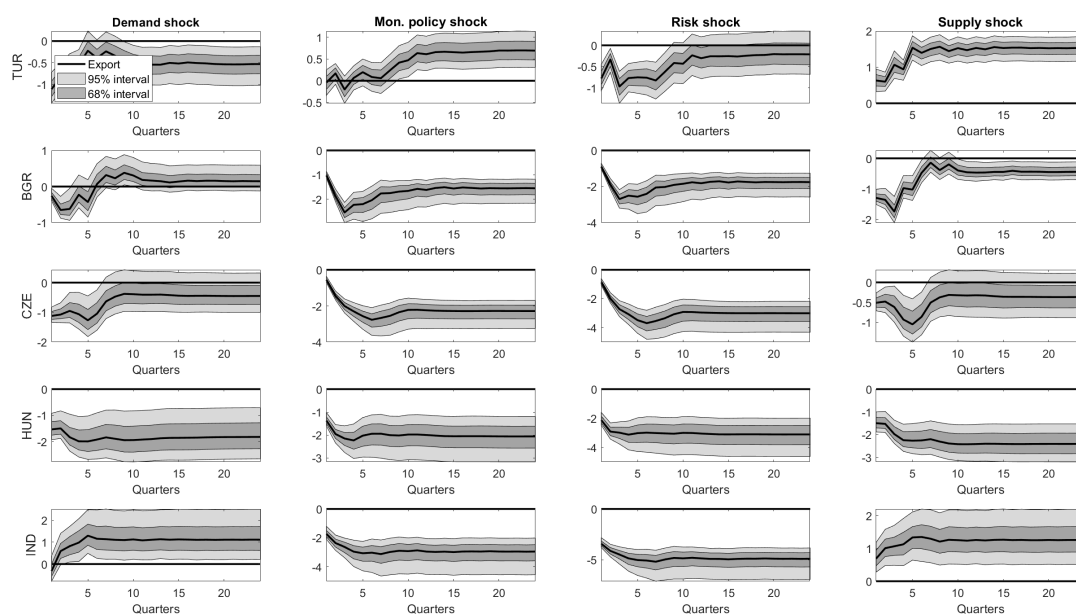 Demand shock Mon. policy shock Risk shock Supply shock
TUR
0 -0.5 -1
Export
95% interval
68% interval
1 0.5 0 -0.5
0 -0.5 -1
2 1 0
5 10 15 20 5 10 15 20 5 10 15 20 5 10 15 20
Quarters Quarters Quarters Quarters
BGR
1 0 -1
0 -1 -2
0 -2 -4
0 -1 -2
5 10 15 20 5 10 15 20 5 10 15 20 5 10 15 20
Quarters Quarters Quarters Quarters
CZE
0 -1 -2
0 -2 -4
0 -2 -4
0 -0.5 -1
5 10 15 20 5 10 15 20 5 10 15 20 5 10 15 20
Quarters Quarters Quarters Quarters
HUN
0 -1 -2
0 -1 -2 -3
0 -2 -4
0 -1 -2 -3
5 10 15 20 5 10 15 20 5 10 15 20 5 10 15 20
Quarters Quarters Quarters Quarters
IND
2 1 0
0 -2 -4
0 -5
2 1 0
5 10 15 20 5 10 15 20 5 10 15 20 5 10 15 20
Quarters Quarters Quarters Quarters